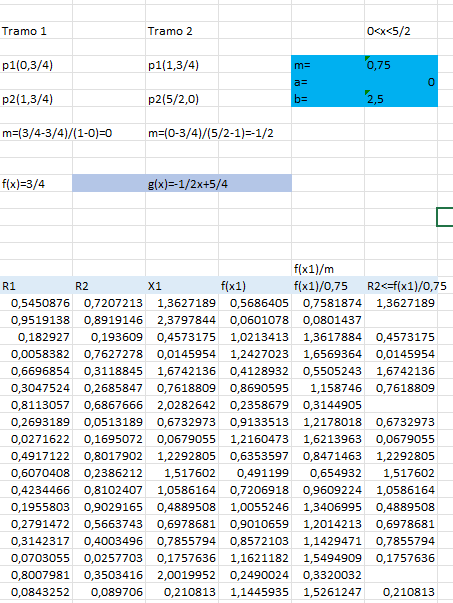 Tramo 1 Tramo 2 0<x<5/2
p1(0,3/4) p1(1,3/4) m= 0,75
a= 0
p2(1,3/4) p2(5/2,0) b= 2,5
m=(3/4-3/4)/(1-0)=0 m=(0-3/4)/(5/2-1)=-1/2
f(x)=3/4 g(x)=-1/2x+5/4
f(x1)/m
R1 R2 X1 f(x1) f(x1)/0,75 R2<=f(x1)/0,75
0,5450876 0,7207213 1,3627189 0,5686405 0,7581874 1,3627189
0,9519138 0,8919146 2,3797844 0,0601078 0,0801437
0,182927 0,193609 0,4573175 1,0213413 1,3617884 0,4573175
0,0058382 0,7627278 0,0145954 1,2427023 1,6569364 0,0145954
0,6696854 0,3118845 1,6742136 0,4128932 0,5505243 1,6742136
0,3047524 0,2685847 0,7618809 0,8690595 1,158746 0,7618809
0,8113057 0,6867666 2,0282642 0,2358679 0,3144905
0,2693189 0,0513189 0,6732973 0,9133513 1,2178018 0,6732973
0,0271622 0,1695072 0,0679055 1,2160473 1,6213963 0,0679055
0,4917122 0,8017902 1,2292805 0,6353597 0,8471463 1,2292805
0,6070408 0,2386212 1,517602 0,491199 0,654932 1,517602
0,4234466 0,8102407 1,0586164 0,7206918 0,9609224 1,0586164
0,1955803 0,9029165 0,4889508 1,0055246 1,3406995 0,4889508
0,2791472 0,5663743 0,6978681 0,9010659 1,2014213 0,6978681
0,3142317 0,4003496 0,7855794 0,8572103 1,1429471 0,7855794
0,0703055 0,0257703 0,1757636 1,1621182 1,5494909 0,1757636
0,8007981 0,3503416 2,0019952 0,2490024 0,3320032
0,0843252 0,089706 0,210813 1,1445935 1,5261247 0,210813